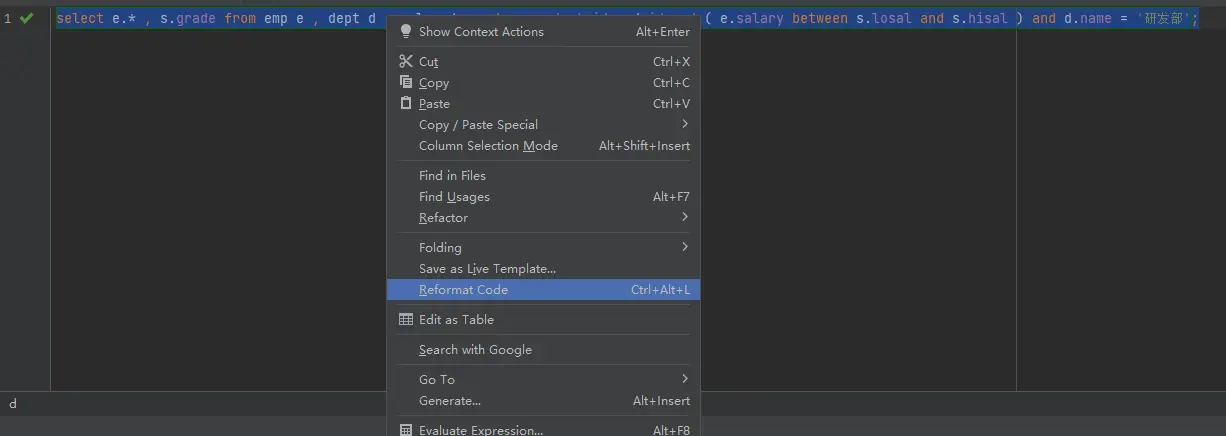 1 select e.* , s.grade from emp e , dept d ( e.salary between s.losal and s.hisal ) and d.name = '研发部';
Show Context Actions Alt+Enter
Cut Ctrl+X
Copy Ctrl+C
Paste Ctrl+V
Copy / Paste Special
Column Selection Mode Alt+Shift+Insert
Find in Files
Find Usages Alt+F7
Refactor
Folding
Save as Live Template...
Reformat Code Ctrl+Alt+L
Edit as Table
Search with Google
Go To
Generate... Alt+Insert
d
Evaluate Expression... Alt+F8